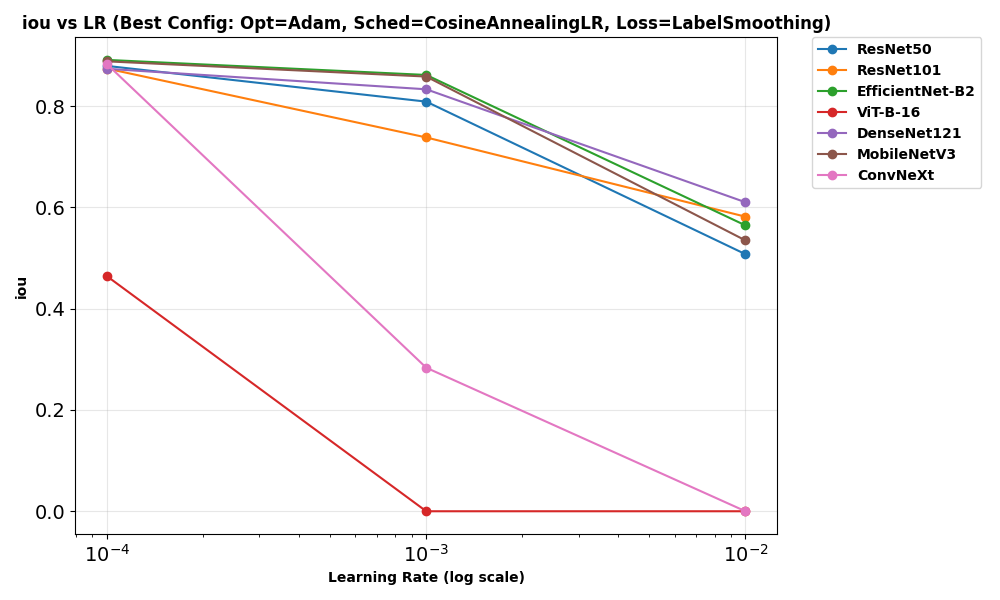 iou vs LR (Best Config: Opt=Adam, Sched=CosineAnnealingLR, Loss=LabelSmoothing)
ResNet50
ResNet101
EfficientNet-B2
ViT-B-16
DenseNet121
MobileNetV3
ConvNeXt
iou
0.8
0.6
0.4
0.2
0.0
10⁻⁴ 10⁻³ 10⁻²
Learning Rate (log scale)